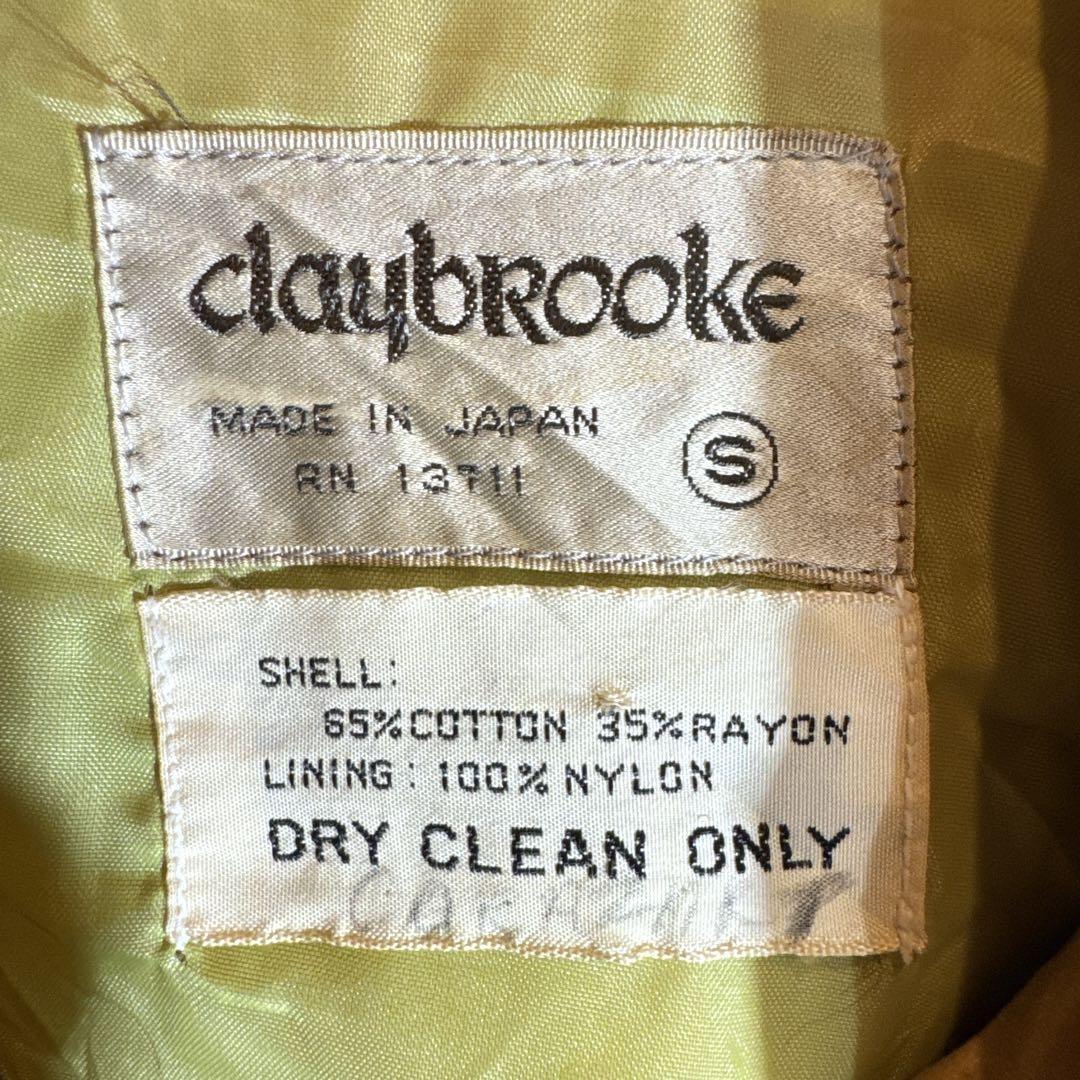 claybrooke
MADE IN JAPAN
RN 13711
S
SHELL:
65%COTTON 35%RAYON
LINING: 100% NYLON
DRY CLEAN ONLY